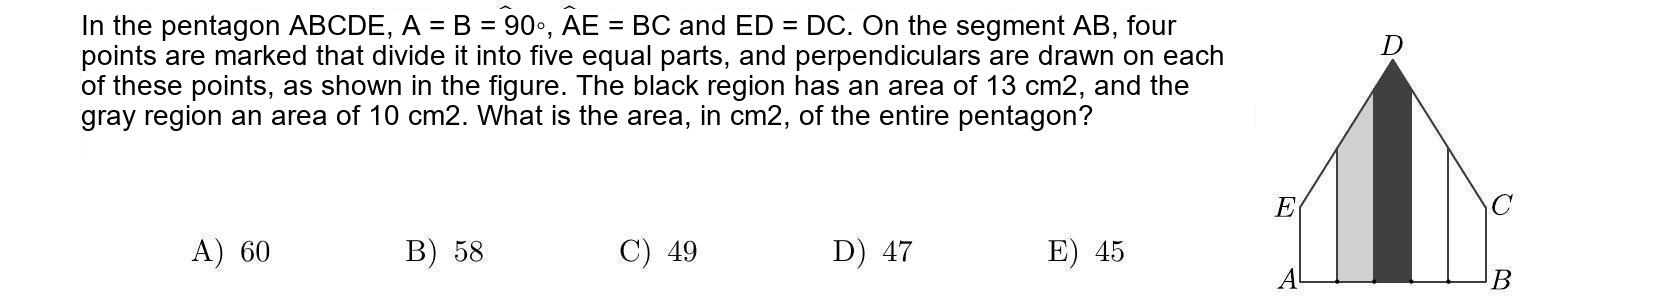 In the pentagon ABCDE, A = B = 90◦, AE = BC and ED = DC. On the segment AB, four
points are marked that divide it into five equal parts, and perpendiculars are drawn on each
of these points, as shown in the figure. The black region has an area of 13 cm2, and the
gray region an area of 10 cm2. What is the area, in cm2, of the entire pentagon?
D
E
C
A) 60 B) 58 C) 49 D) 47 E) 45
A
B